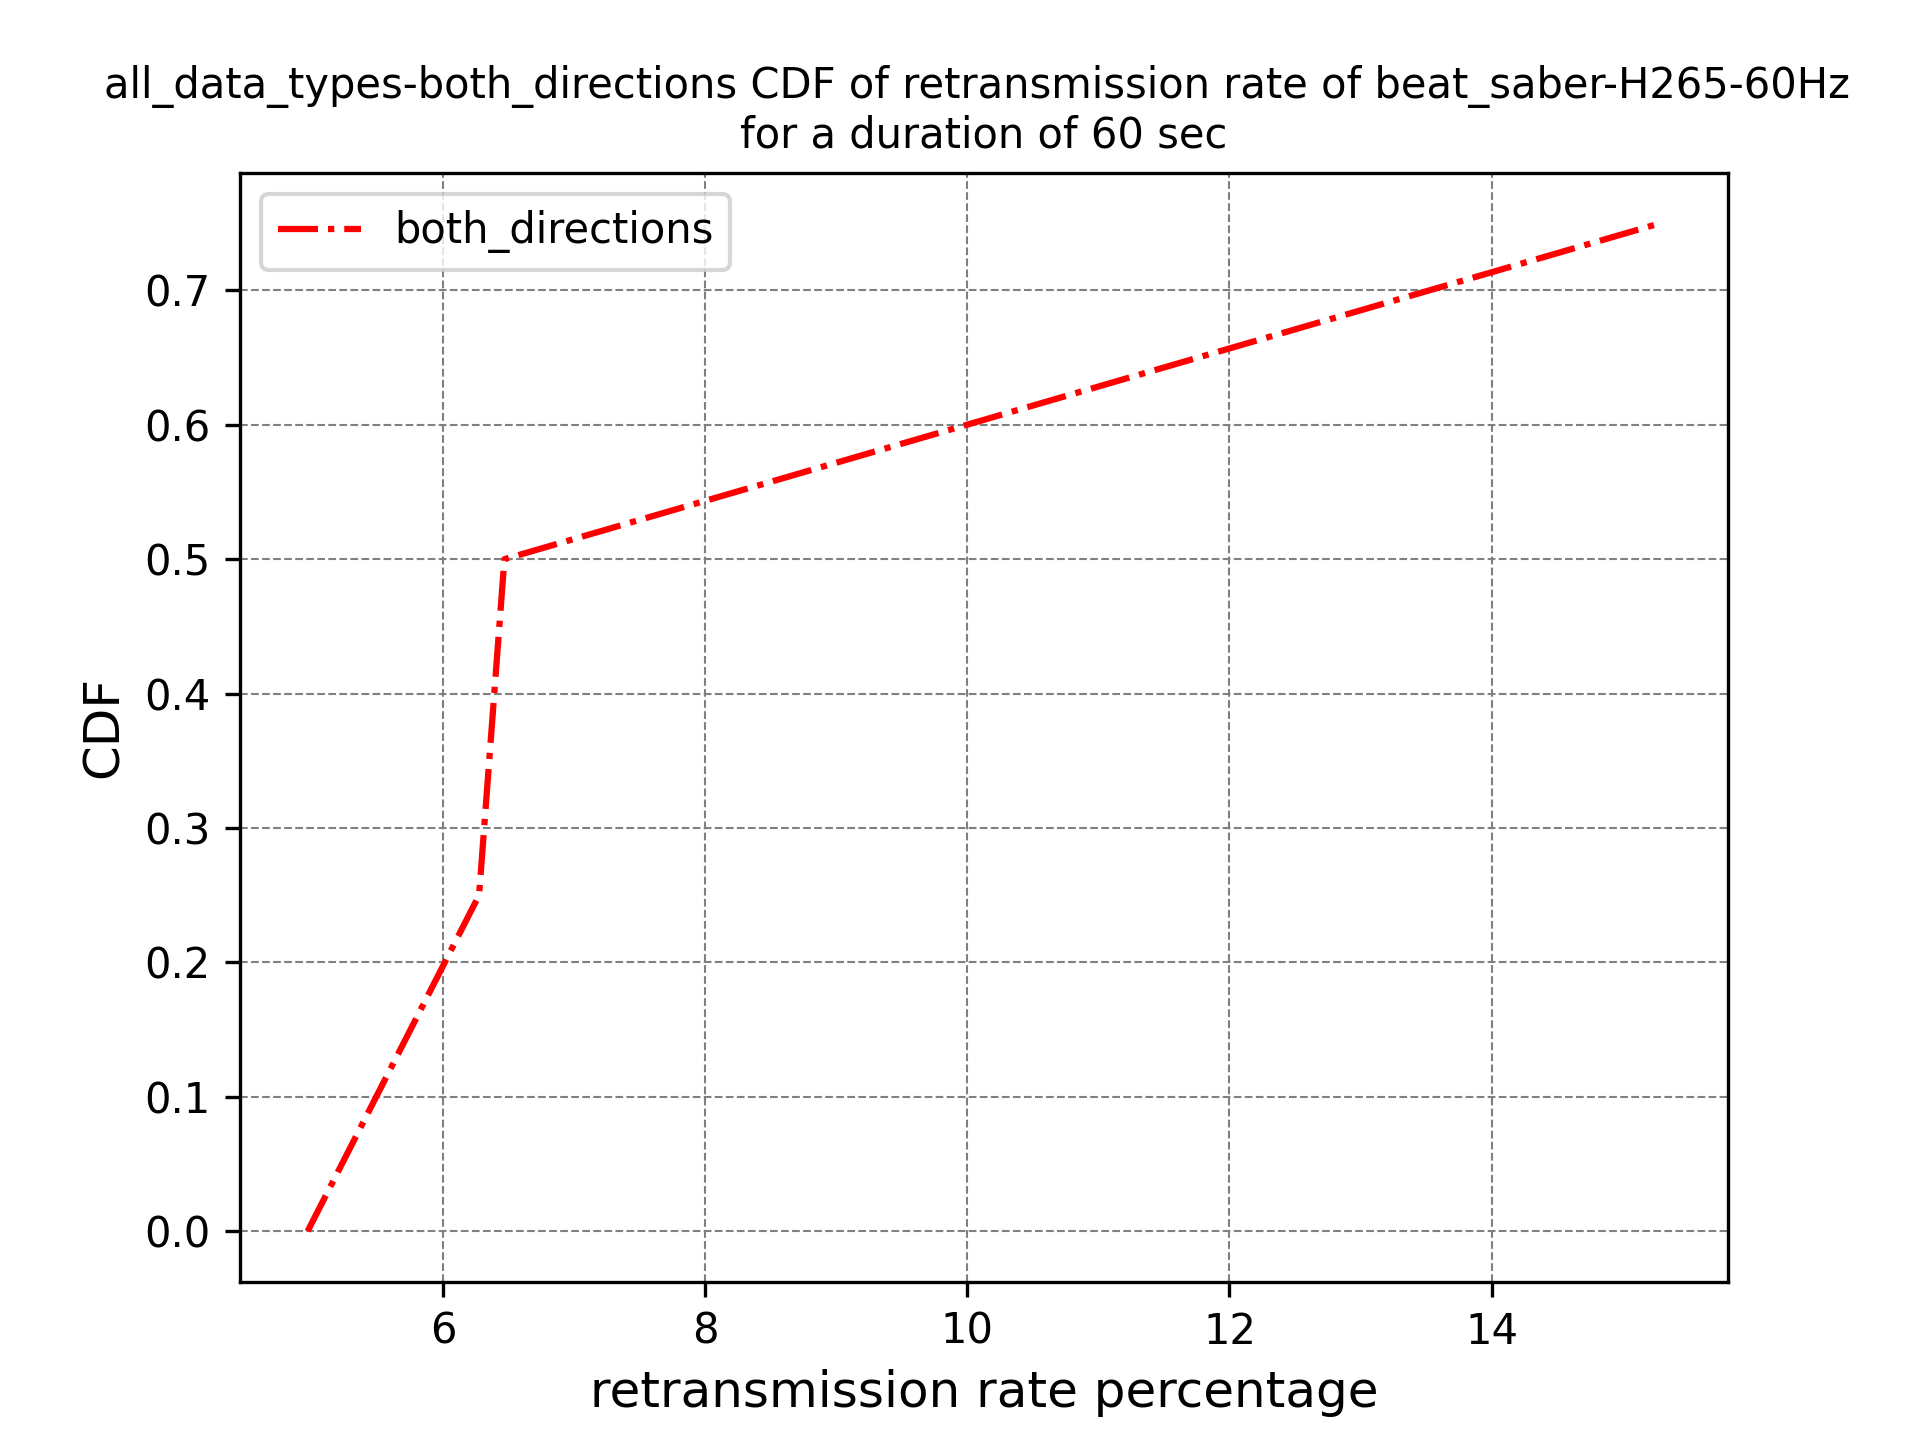 all_data_types-both_directions CDF of retransmission rate of beat_saber-H265-60Hz
for a duration of 60 sec
both_directions
0.7
0.6
0.5
0.4
0.3
0.2
0.1
0.0
CDF
6 8 10 12 14
retransmission rate percentage